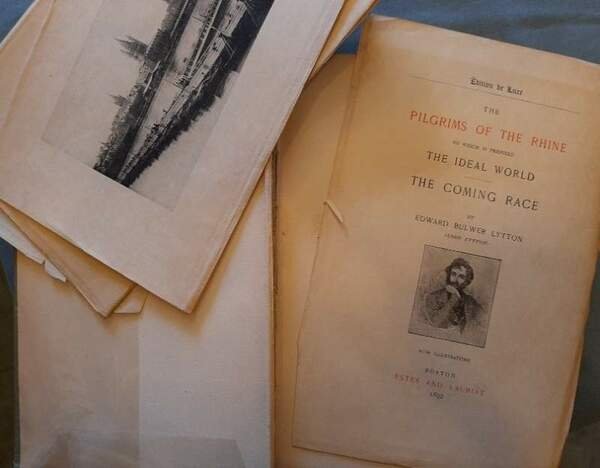 Édition de Luxe
THE
PILGRIMS OF THE RHINE
TO WHICH IS PREFIXED
THE IDEAL WORLD
THE COMING RACE
BY
EDWARD BULWER LYTTON
(LORD LYTTON)
WITH ILLUSTRATIONS
BOSTON
ESTES AND LAURIAT
1892